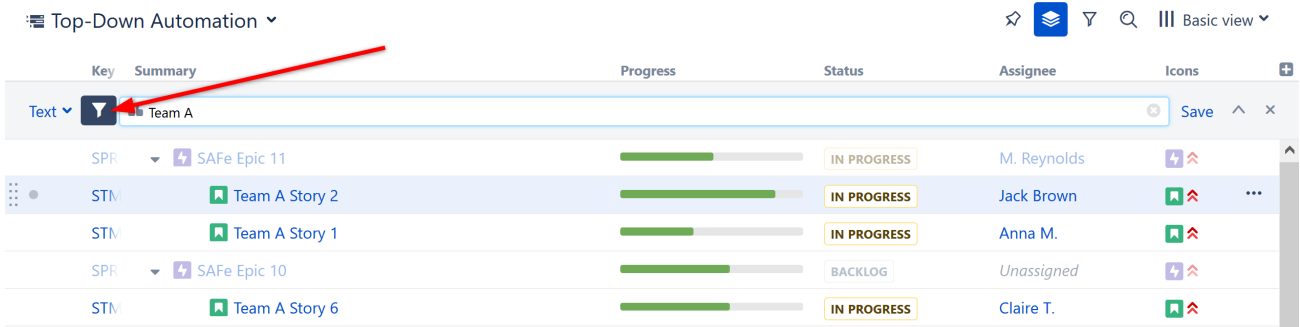 Top-Down Automation Basic view
Key Summary Progress Status Assignee Icons
Text Team A Save
SPR SAFe Epic 11 IN PROGRESS M. Reynolds
STM Team A Story 2 IN PROGRESS Jack Brown
STM Team A Story 1 IN PROGRESS Anna M.
SPR SAFe Epic 10 BACKLOG Unassigned
STM Team A Story 6 IN PROGRESS Claire T.